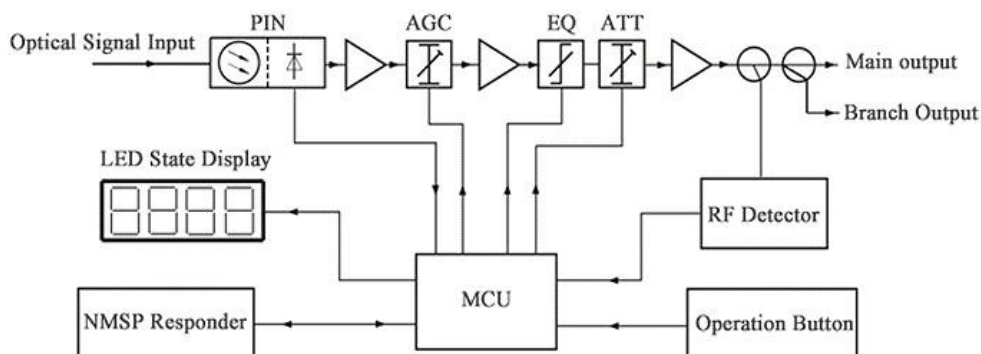 PIN
AGC
EQ
ATT
Optical Signal Input
Main output
Branch Output
LED State Display
RF Detector
MCU
NMSP Responder
Operation Button